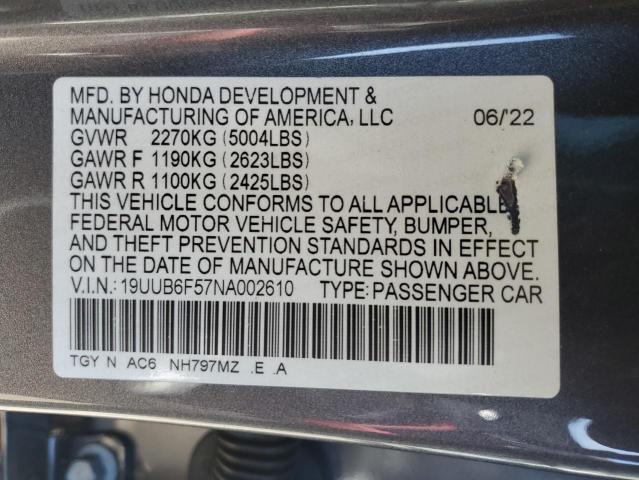 MFD. BY HONDA DEVELOPMENT &
MANUFACTURING OF AMERICA, LLC 06/'22
GVWR 2270KG (5004LBS)
GAWR F 1190KG (2623LBS)
GAWR R 1100KG (2425LBS)
THIS VEHICLE CONFORMS TO ALL APPLICABLE
FEDERAL MOTOR VEHICLE SAFETY, BUMPER,
AND THEFT PREVENTION STANDARDS IN EFFECT
ON THE DATE OF MANUFACTURE SHOWN ABOVE.
V.I.N.: 19UUB6F57NA002610 TYPE: PASSENGER CAR
TGY N AC6 NH797MZ .E .A